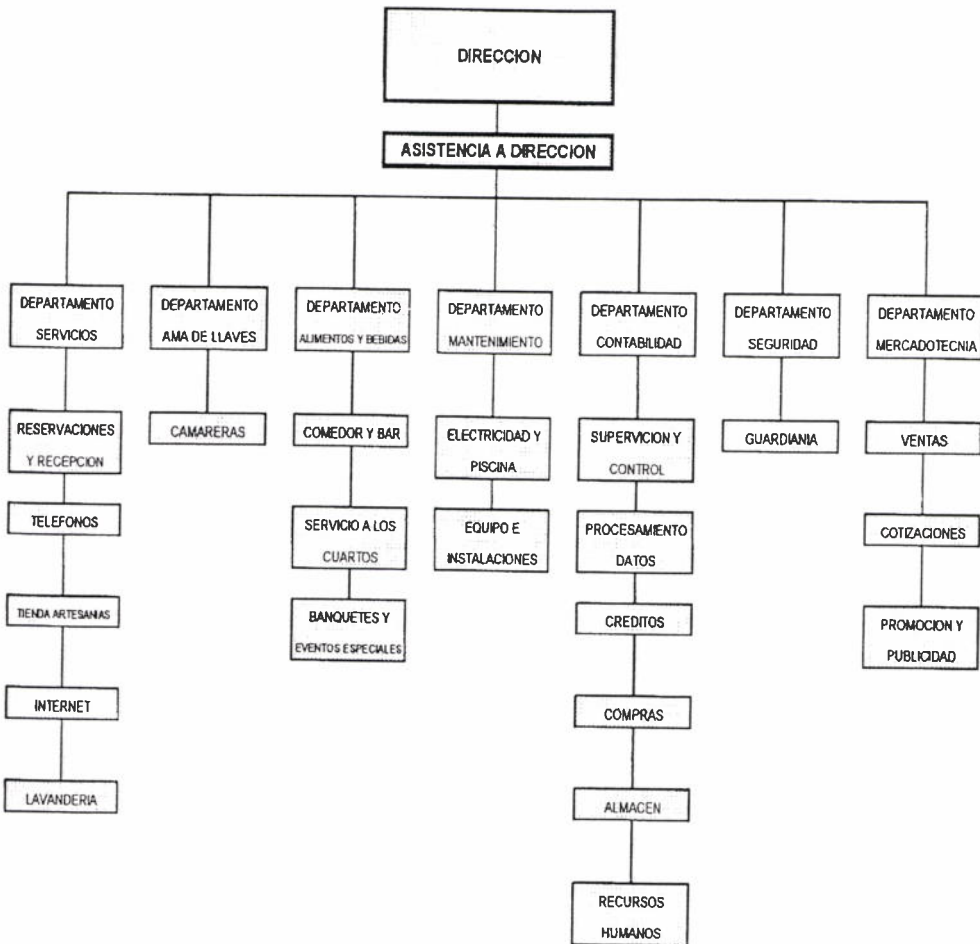 DIRECCION
ASISTENCIA A DIRECCION
DEPARTAMENTO
SERVICIOS
RESERVACIONES
Y RECEPCION
TELEFONOS
TIENDA ARTESANIAS
INTERNET
LAVANDERIA
DEPARTAMENTO
AMA DE LLAVES
CAMARERAS
DEPARTAMENTO
ALIMENTOS Y BEBIDAS
COMEDOR Y BAR
SERVICIO A LOS
CUARTOS
BANQUETES Y
EVENTOS ESPECIALES
DEPARTAMENTO
MANTENIMIENTO
ELECTRICIDAD Y
PISCINA
EQUIPO E
INSTALACIONES
DEPARTAMENTO
CONTABILIDAD
SUPERVICION Y
CONTROL
PROCESAMIENTO
DATOS
CREDITOS
COMPRAS
ALMACEN
RECURSOS
HUMANOS
DEPARTAMENTO
SEGURIDAD
GUARDIANIA
DEPARTAMENTO
MERCADOTECNIA
VENTAS
COTIZACIONES
PROMOCION Y
PUBLICIDAD